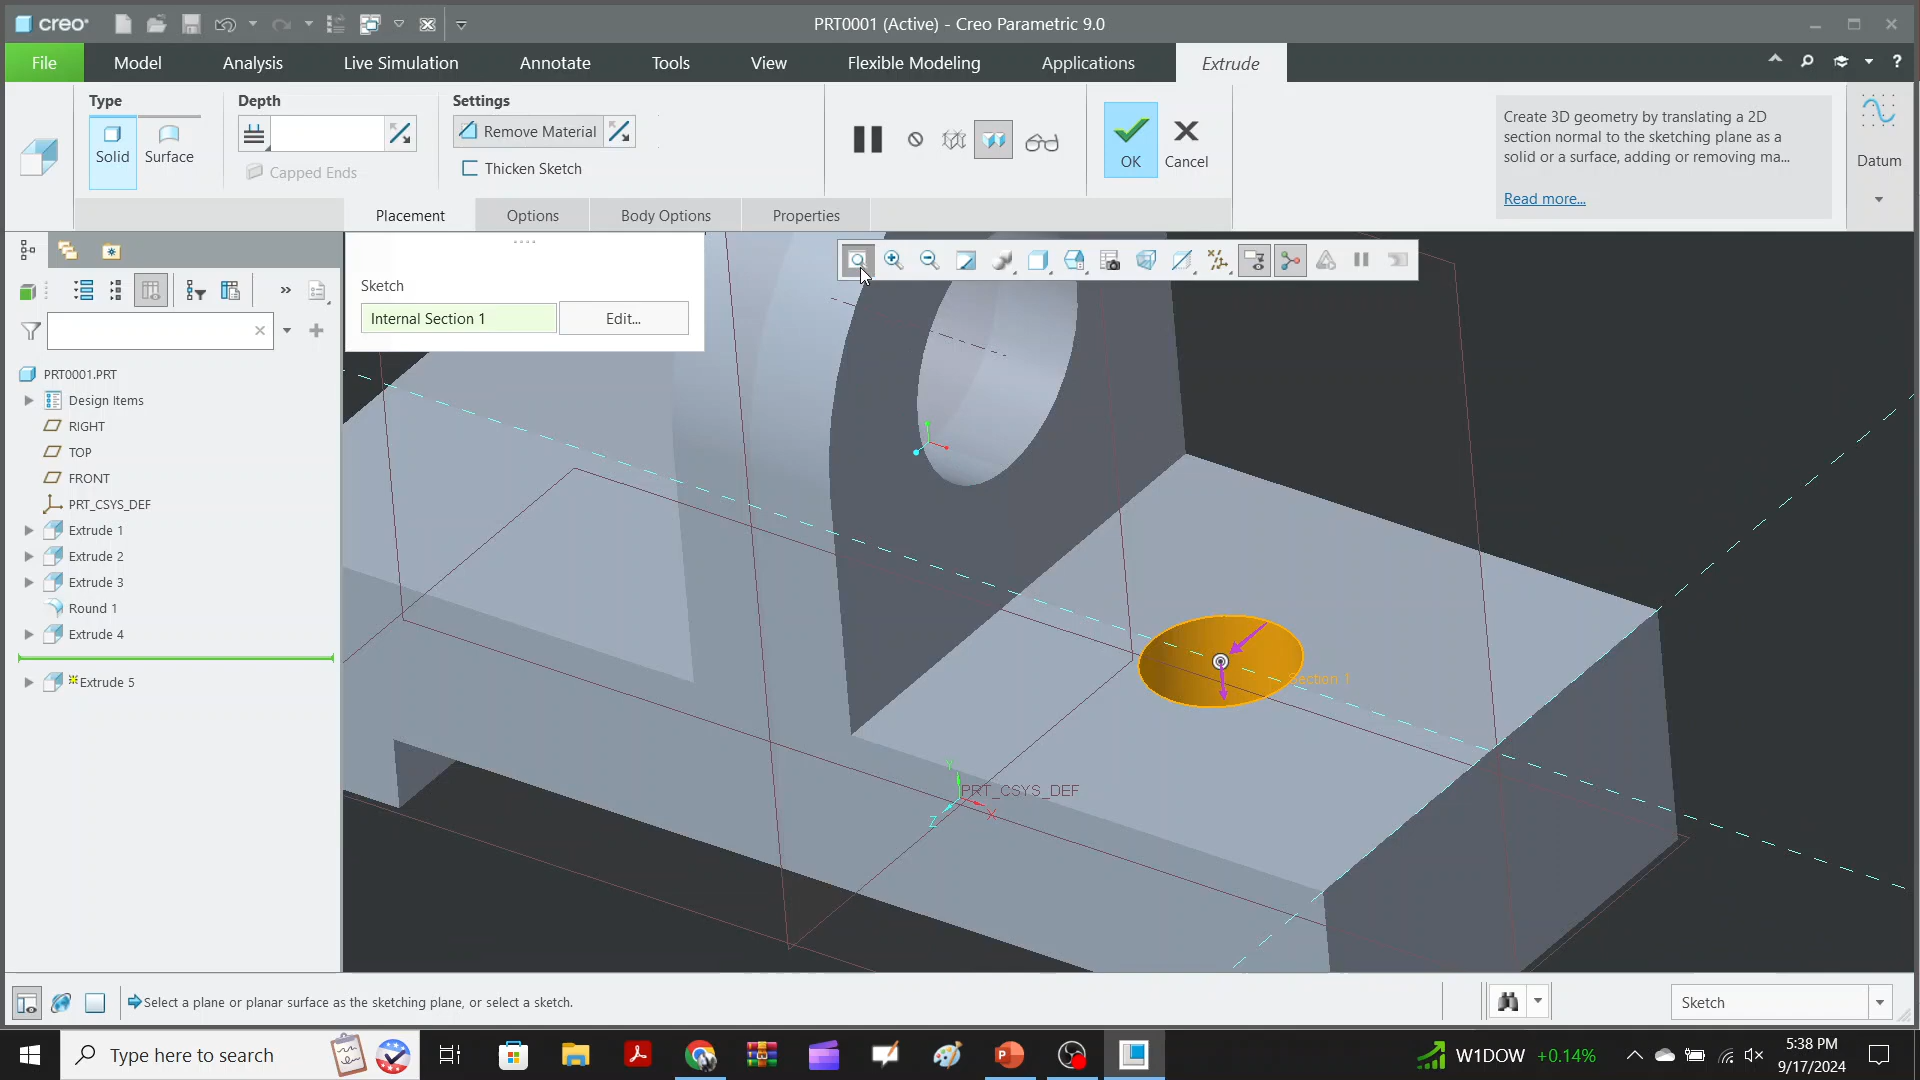 creo
PRT0001 (Active) - Creo Parametric 9.0
File
Model
Analysis
Live Simulation
Annotate
Tools
View
Flexible Modeling
Applications
Extrude
?
Type
Depth
Settings
Solid
Surface
Capped Ends
Remove Material
Thicken Sketch
OK
Cancel
Create 3D geometry by translating a 2D
section normal to the sketching plane as a
solid or a surface, adding or removing ma...
Read more...
Datum
Placement
Options
Body Options
Properties
Sketch
Internal Section 1
Edit...
PRT0001.PRT
Design Items
RIGHT
TOP
FRONT
PRT_CSYS_DEF
Extrude 1
Extrude 2
Extrude 3
Round 1
Extrude 4
Extrude 5
Section 1
Y
PRT_CSYS_DEF
X
Z
Select a plane or planar surface as the sketching plane, or select a sketch.
Sketch
Type here to search
W1DOW +0.14%
5:38 PM
9/17/2024